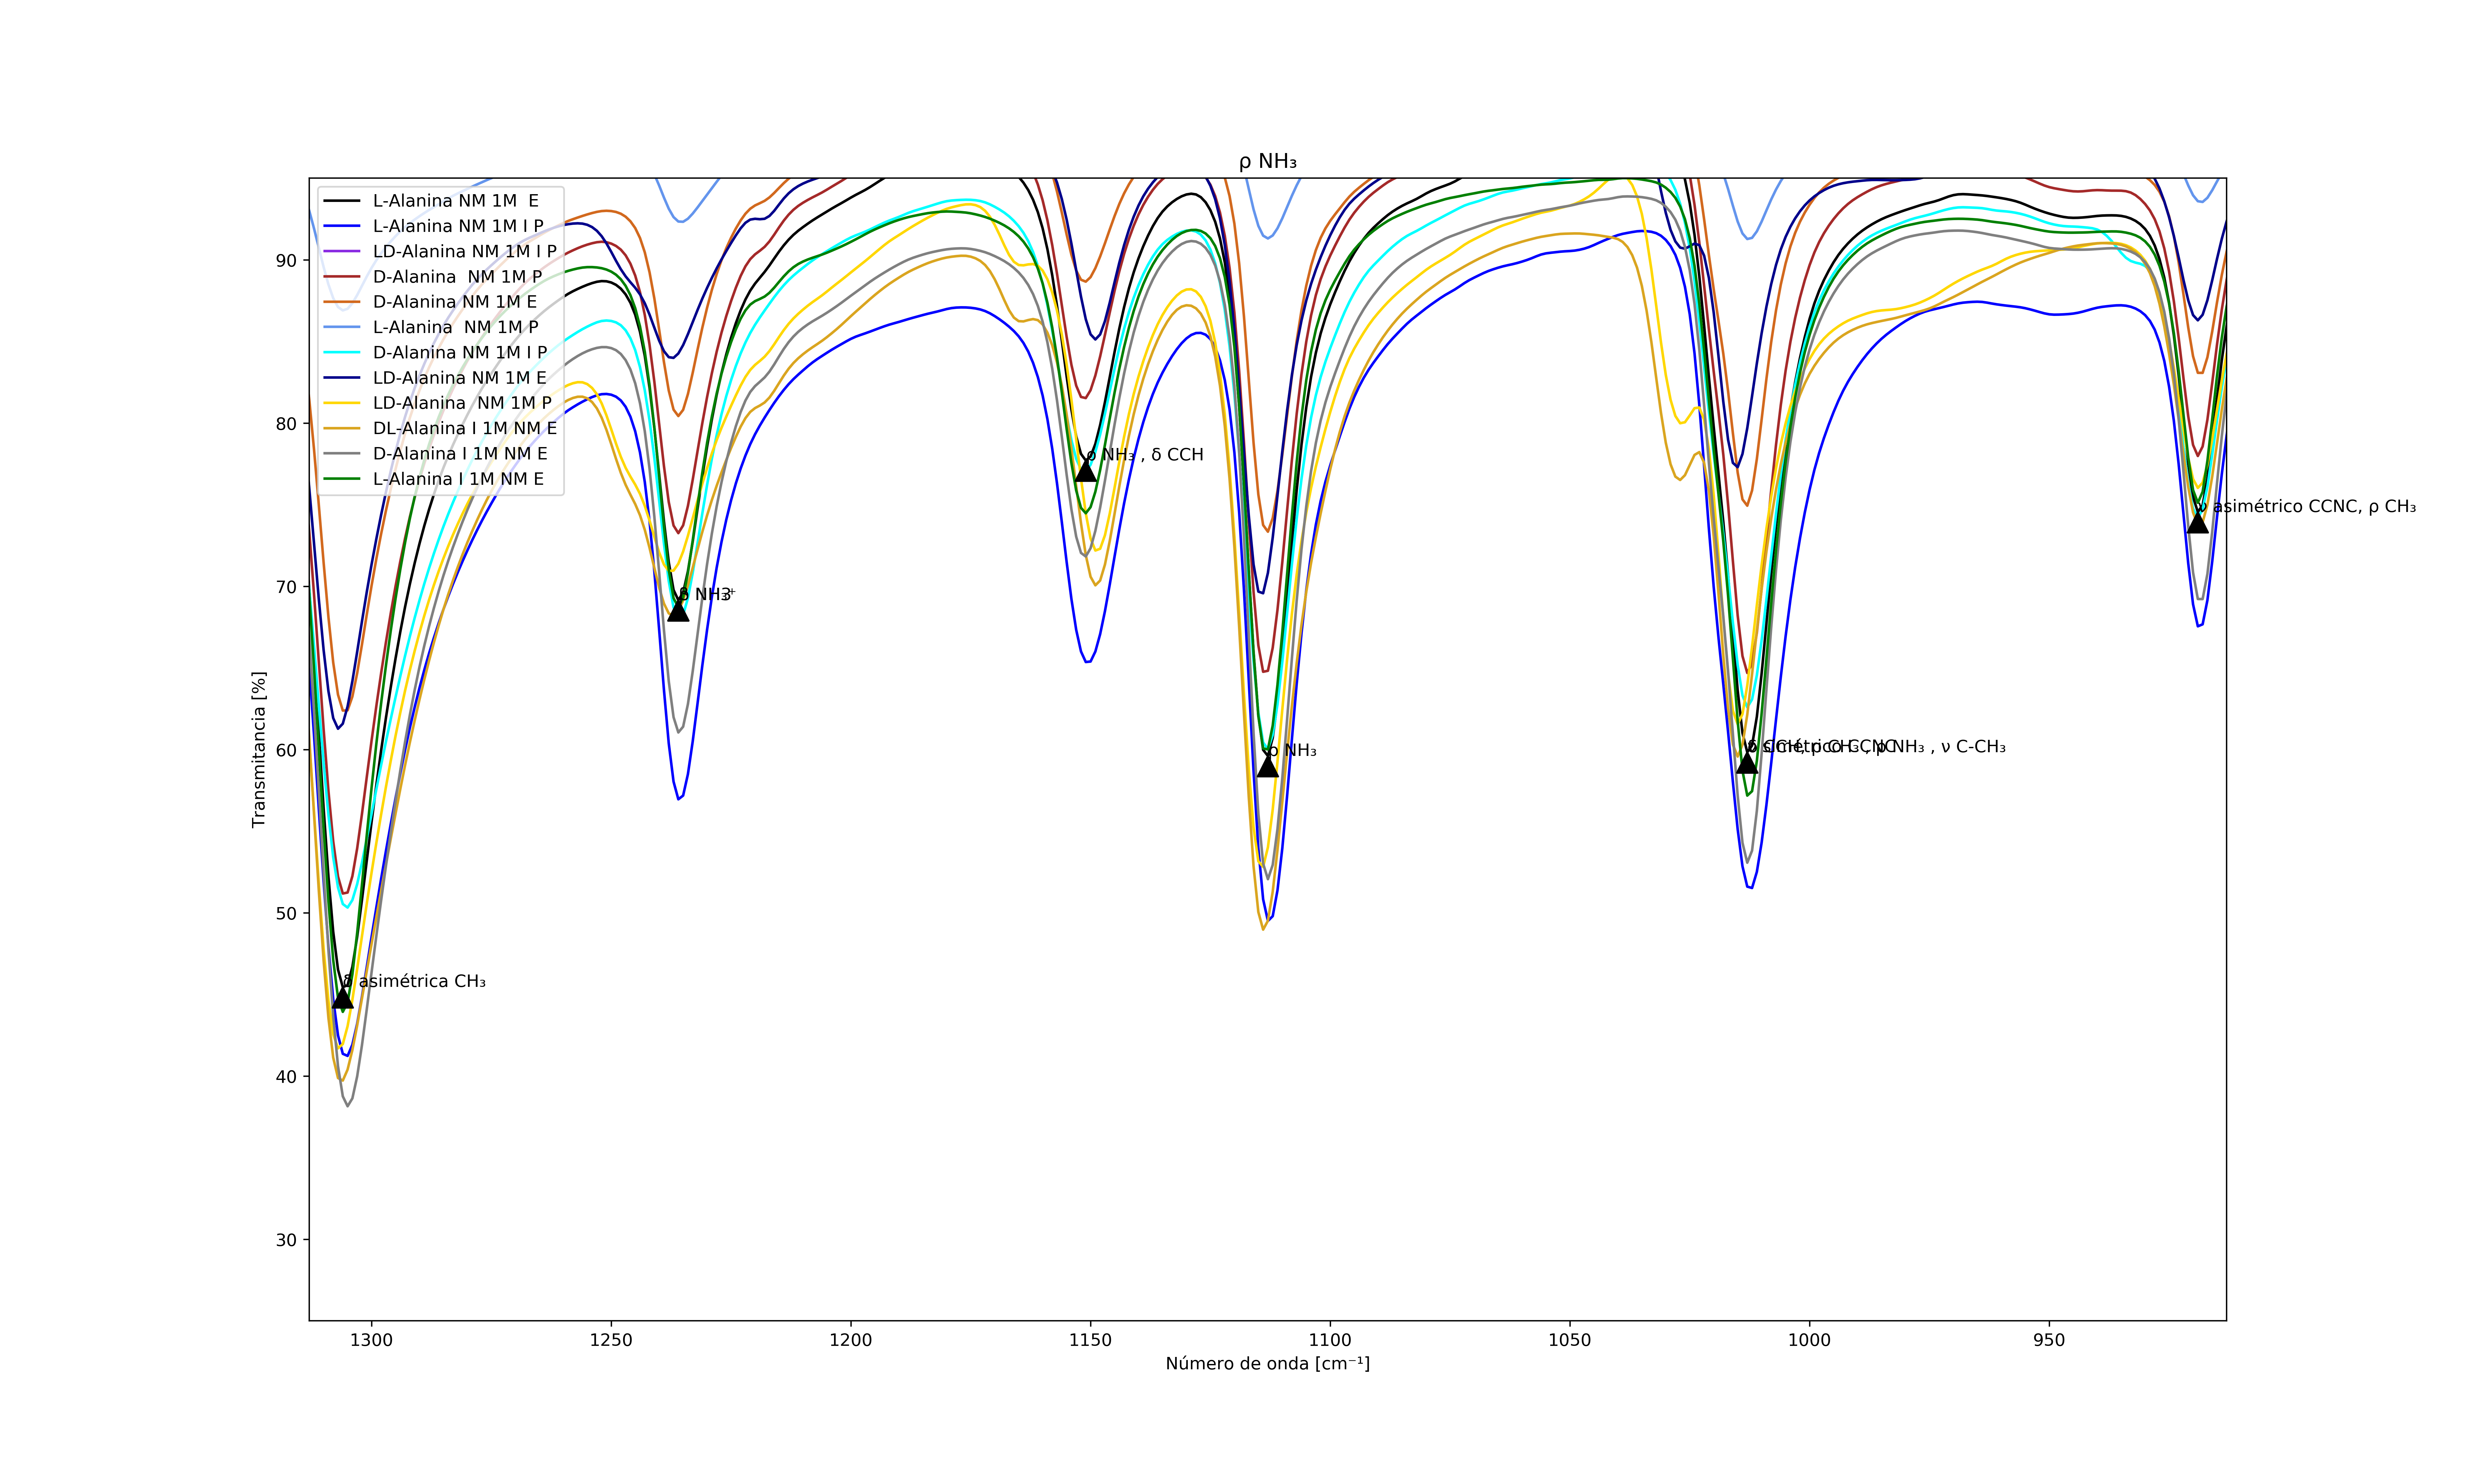 ρ NH₃
L-Alanina NM 1M  E
L-Alanina NM 1M I P
LD-Alanina NM 1M I P
D-Alanina  NM 1M P
D-Alanina NM 1M E
L-Alanina  NM 1M P
D-Alanina NM 1M I P
LD-Alanina NM 1M E
LD-Alanina  NM 1M P
DL-Alanina I 1M NM E
D-Alanina I 1M NM E
L-Alanina I 1M NM E
90
80
70
60
50
40
30
Transmitancia [%]
ρ NH₃ , δ CCH
ν asimétrico CCNC, ρ CH₃
ρ NH₃
NH₃ , ν C-CH₃
δ asimétrica CH₃
1300
1250
1200
1150
1100
1050
1000
950
Número de onda [cm⁻¹]